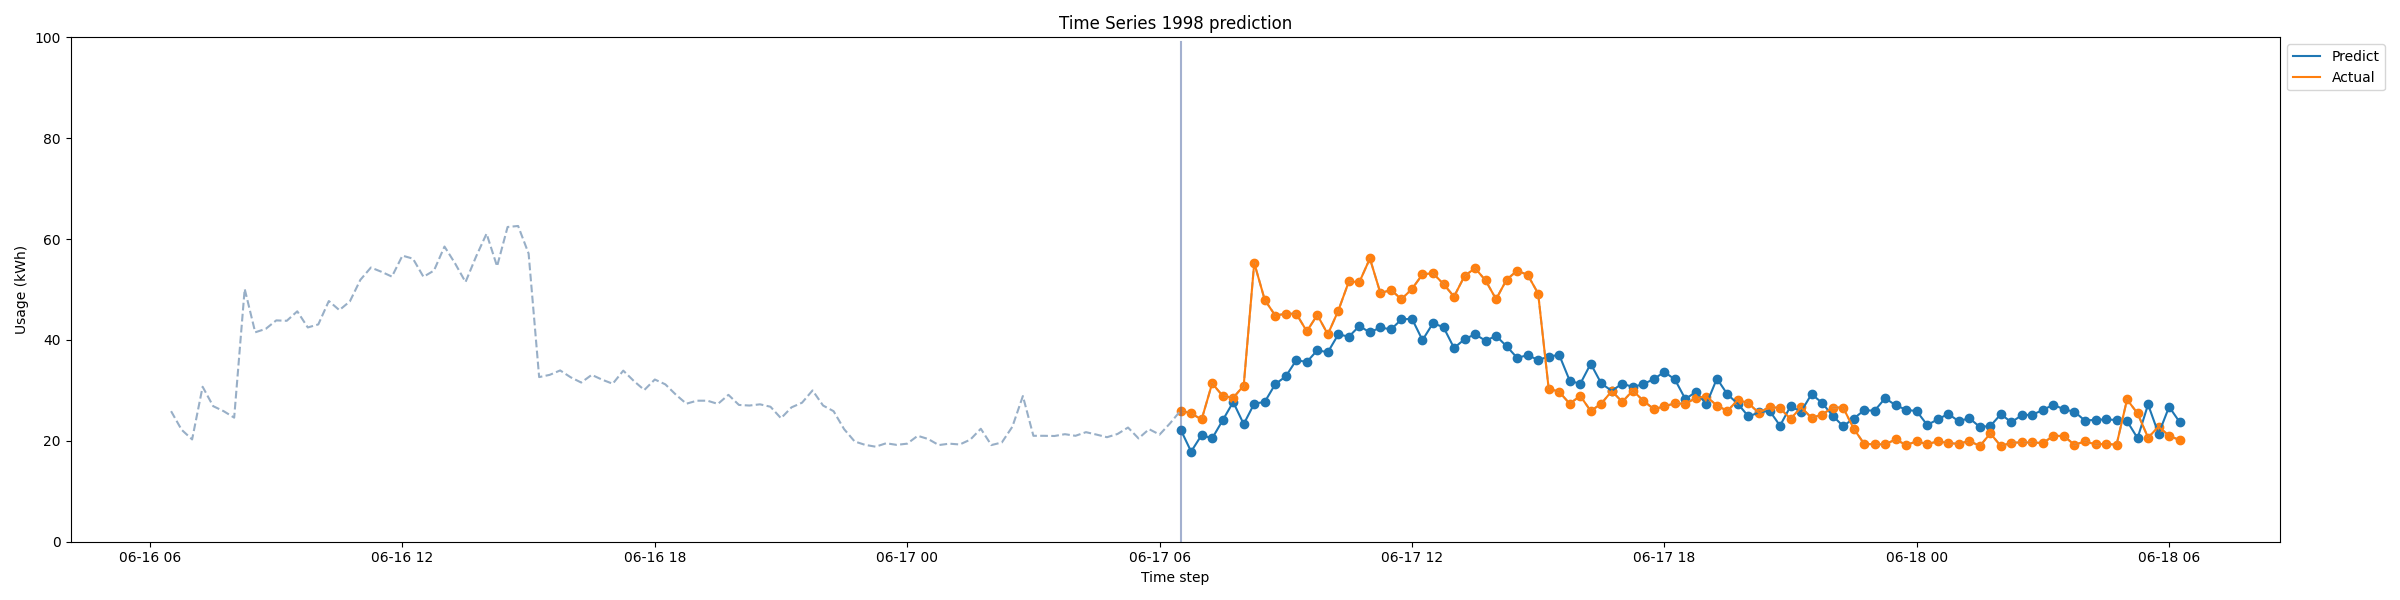 Time Series 1998 prediction
Predict
Actual
100
80
60
40
20
0
Usage (kWh)
06-16 06 06-16 12 06-16 18 06-17 00 06-17 06 06-17 12 06-17 18 06-18 00 06-18 06
Time step